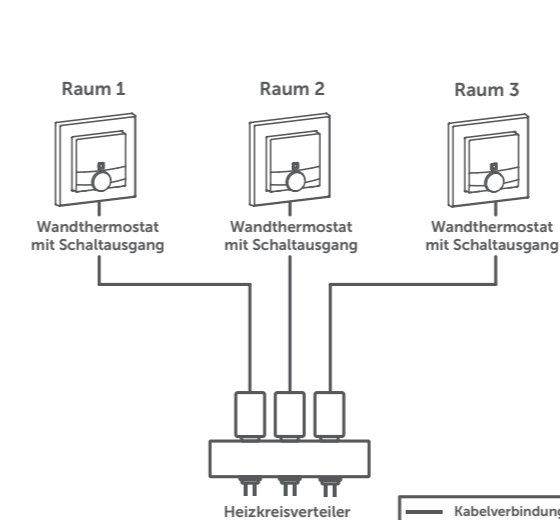 Raum 1
Raum 2
Raum 3
Wandthermostat
mit Schaltausgang
Wandthermostat
mit Schaltausgang
Wandthermostat
mit Schaltausgang
Heizkreisverteiler
Kabelverbindung